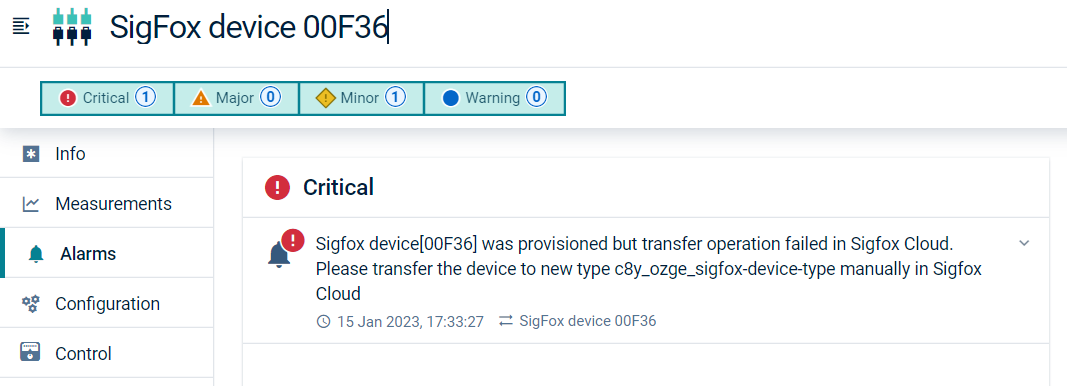 SigFox device 00F36
Critical 1 Major 0 Minor 1 Warning 0
Info
Measurements
Alarms
Configuration
Control
Critical
Sigfox device[00F36] was provisioned but transfer operation failed in Sigfox Cloud.
Please transfer the device to new type c8y_ozge_sigfox-device-type manually in Sigfox
Cloud
15 Jan 2023, 17:33:27 SigFox device 00F36